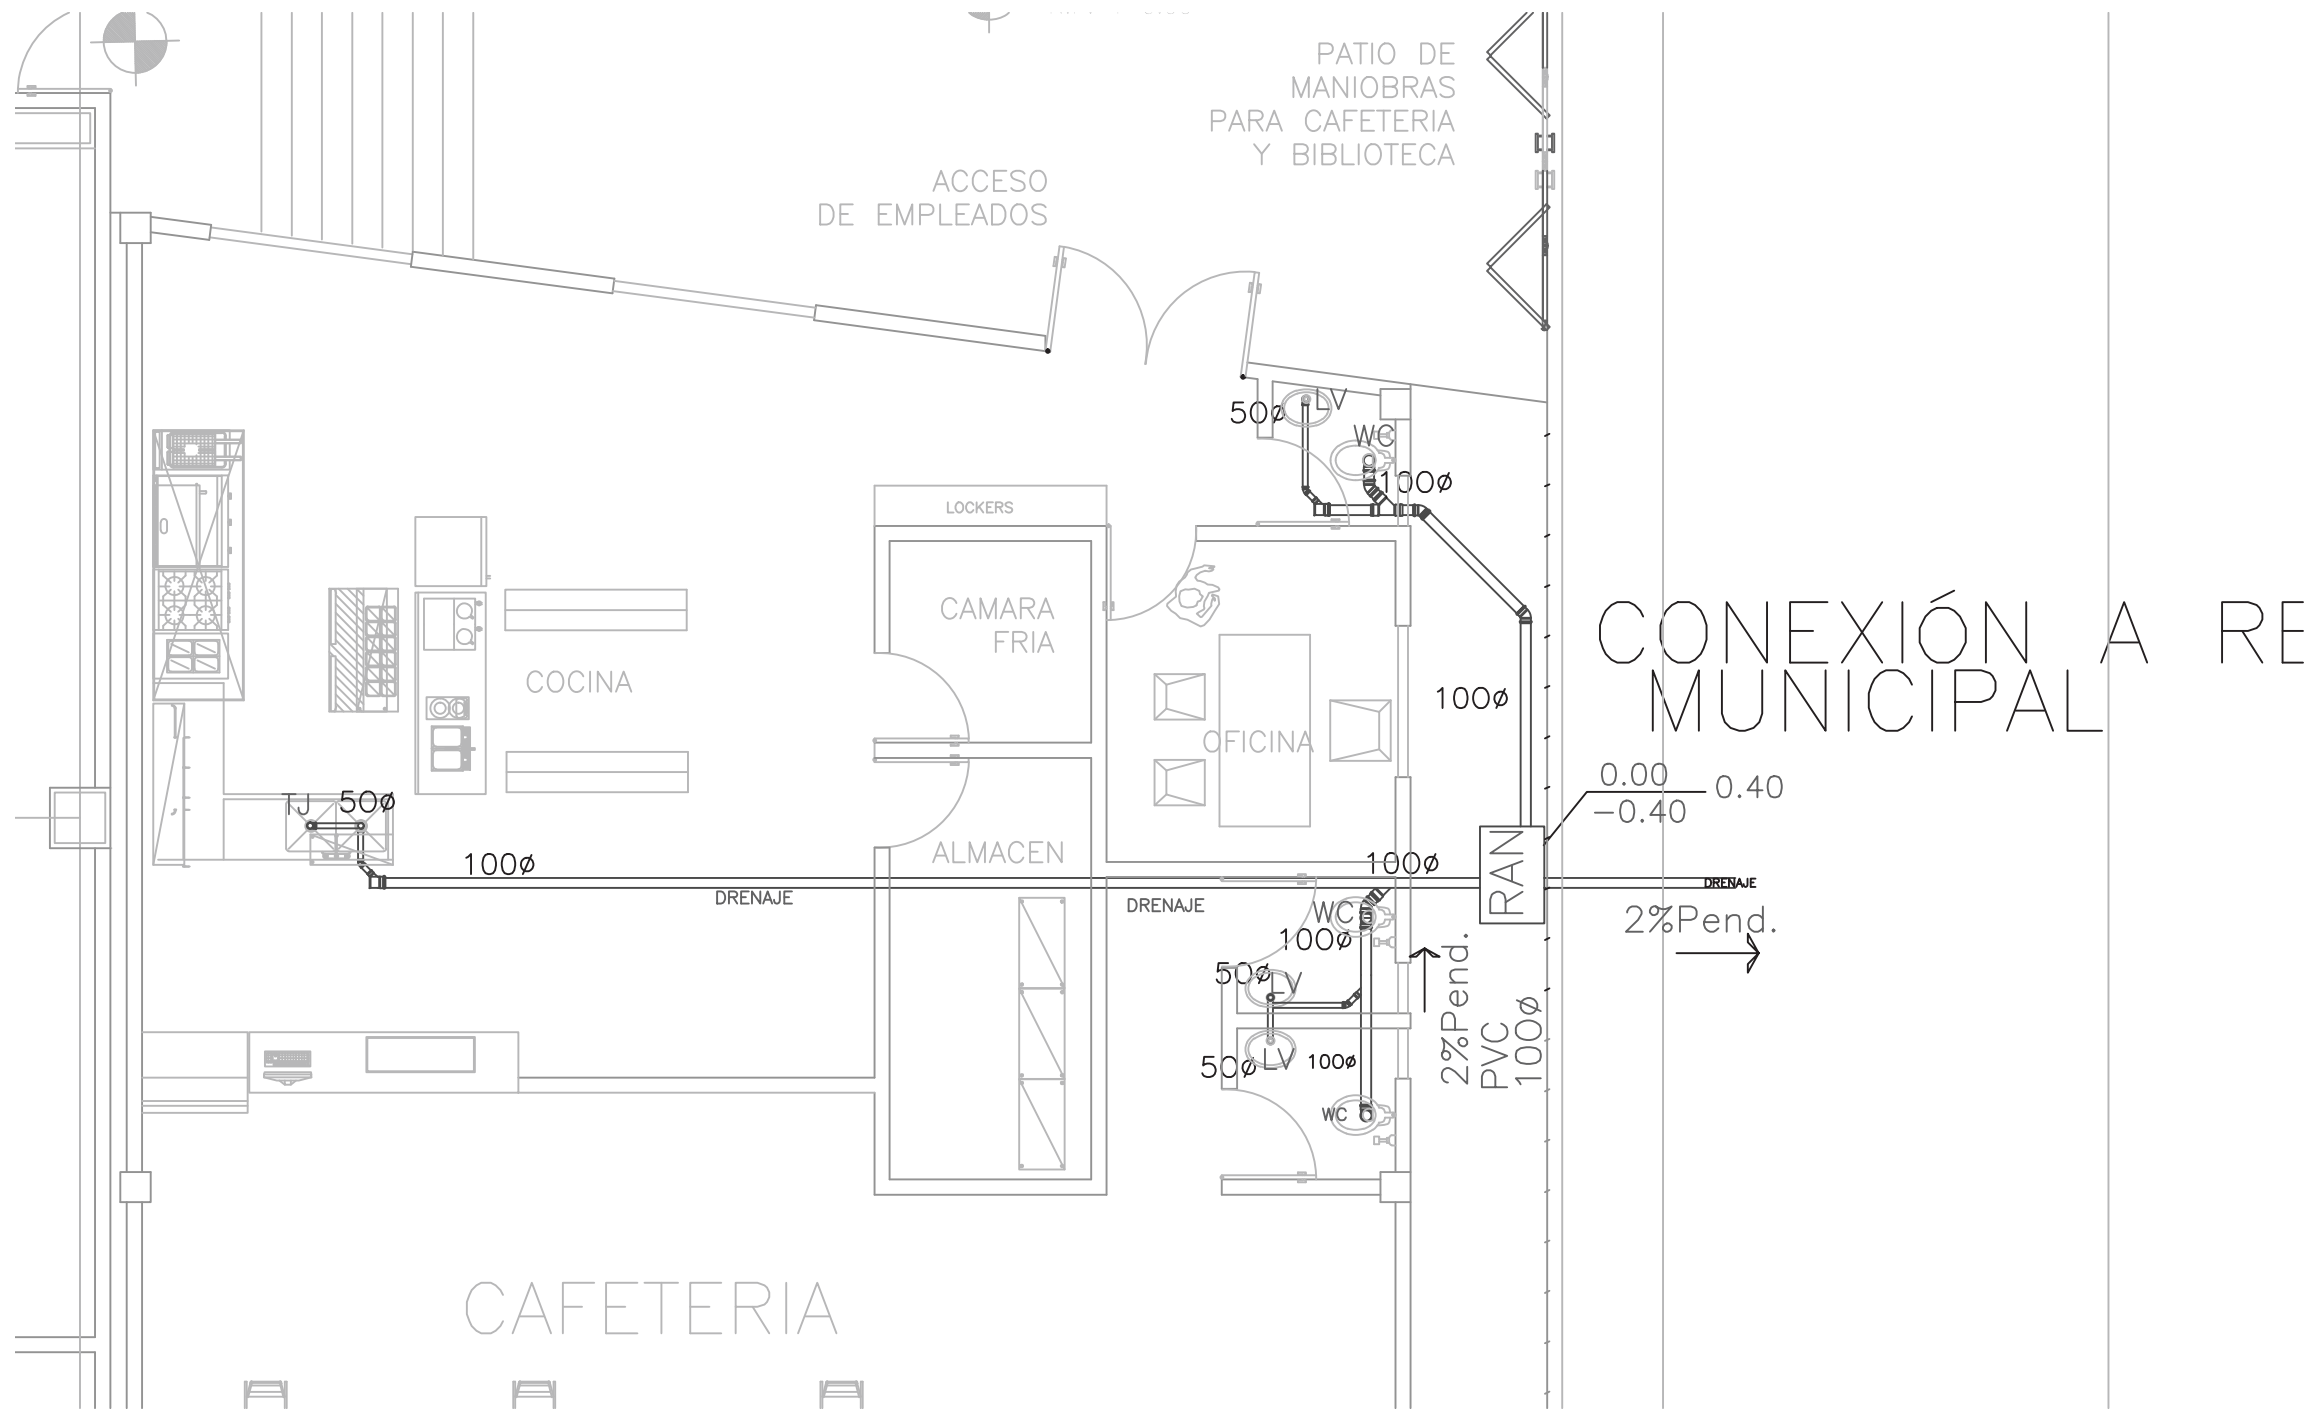 PATIO DE
MANIOBRAS
PARA CAFETERIA
Y BIBLIOTECA
ACCESO
DE EMPLEADOS
50ø
LV
WC
100ø
LOCKERS
CAMARA
FRIA
COCINA
OFICINA
100ø
CONEXIÓN A RE
MUNICIPAL
0.00
-0.40
0.40
TJ
50ø
100ø
DRENAJE
ALMACEN
100ø
RAN
DRENAJE
DRENAJE
2%Pend.
WC
100ø
50ø
LV
2%Pend.
PVC
100ø
50ø
LV
100ø
WC
CAFETERIA